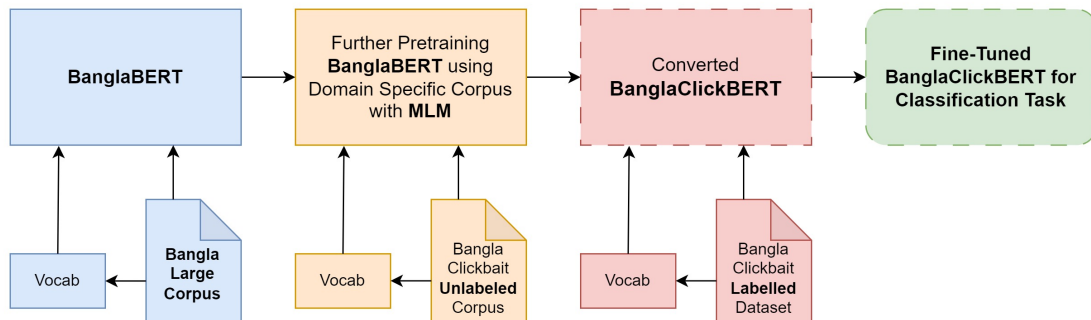 BanglaBERT
Further Pretraining
BanglaBERT using
Domain Specific Corpus
with MLM
Converted
BanglaClickBERT
Fine-Tuned
BanglaClickBERT for
Classification Task
Vocab
Bangla
Large
Corpus
Vocab
Bangla
Clickbait
Unlabeled
Corpus
Vocab
Bangla
Clickbait
Labelled
Dataset